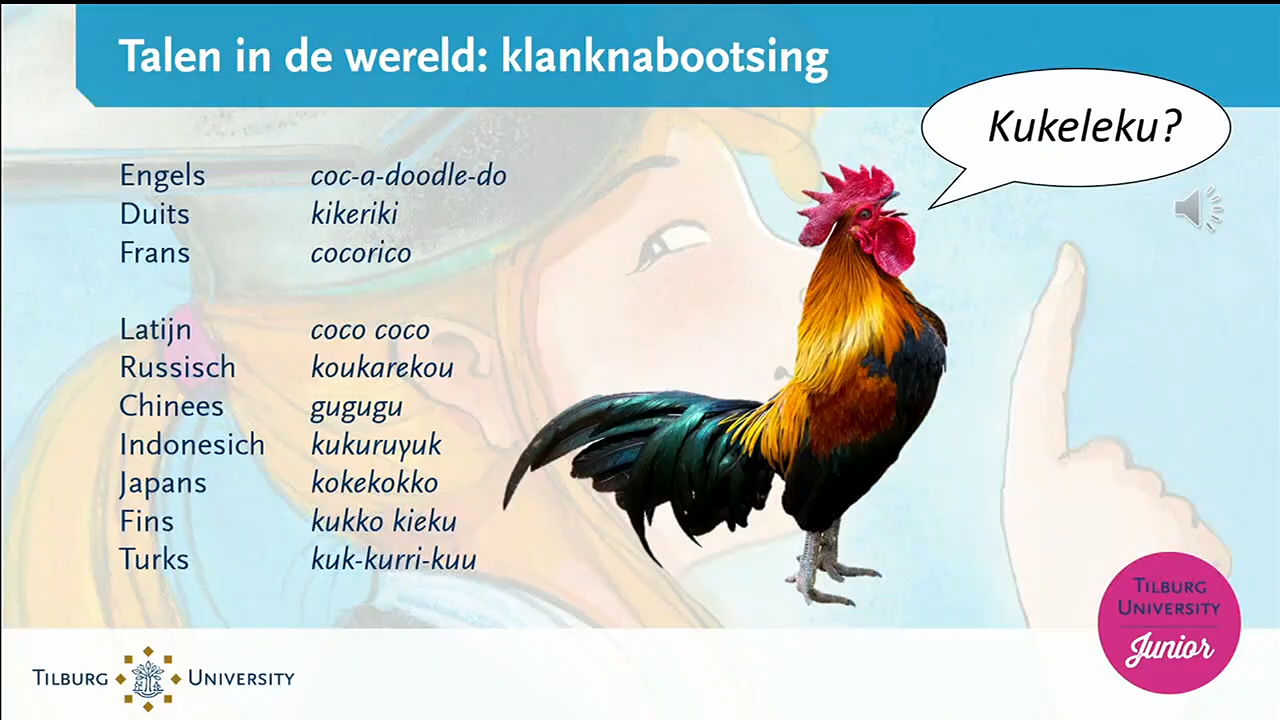 Talen in de wereld: klanknabootsing
Kukeleku?
Engels coc-a-doodle-do
Duits kikeriki
Frans cocorico
Latijn coco coco
Russisch koukarekou
Chinees gugugu
Indonesich kukuruyuk
Japans kokekokko
Fins kukko kieku
Turks kuk-kurri-kuu
TILBURG
UNIVERSITY
Junior
TILBURG UNIVERSITY